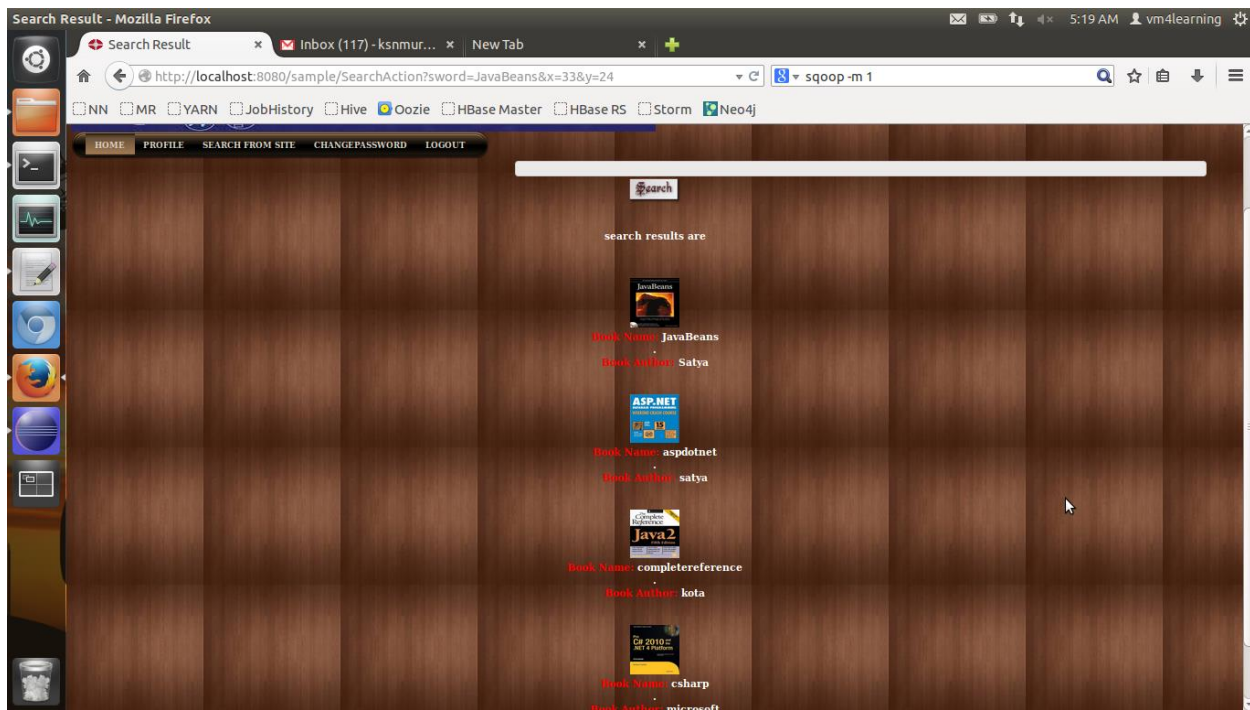 Search Result - Mozilla Firefox
5:19 AM vm4learning
Search Result Inbox (117) - ksnmur... New Tab
http://localhost:8080/sample/SearchAction?sword=JavaBeans&x=33&y=24 sqoop -m 1
NN MR YARN JobHistory Hive Oozie HBase Master HBase RS Storm Neo4j
HOME PROFILE SEARCH FROM SITE CHANGEPASSWORD LOGOUT
Search
search results are
JavaBeans
Book Name: JavaBeans
.
Book Author: Satya
ASP.NET
Book Name: aspdotnet
.
Book Author: satya
Complete
Reference
Java2
Book Name: completereference
.
Book Author: kota
C# 2010
.NET 4 Platform
Book Name: csharp
.
Book Author: microsoft